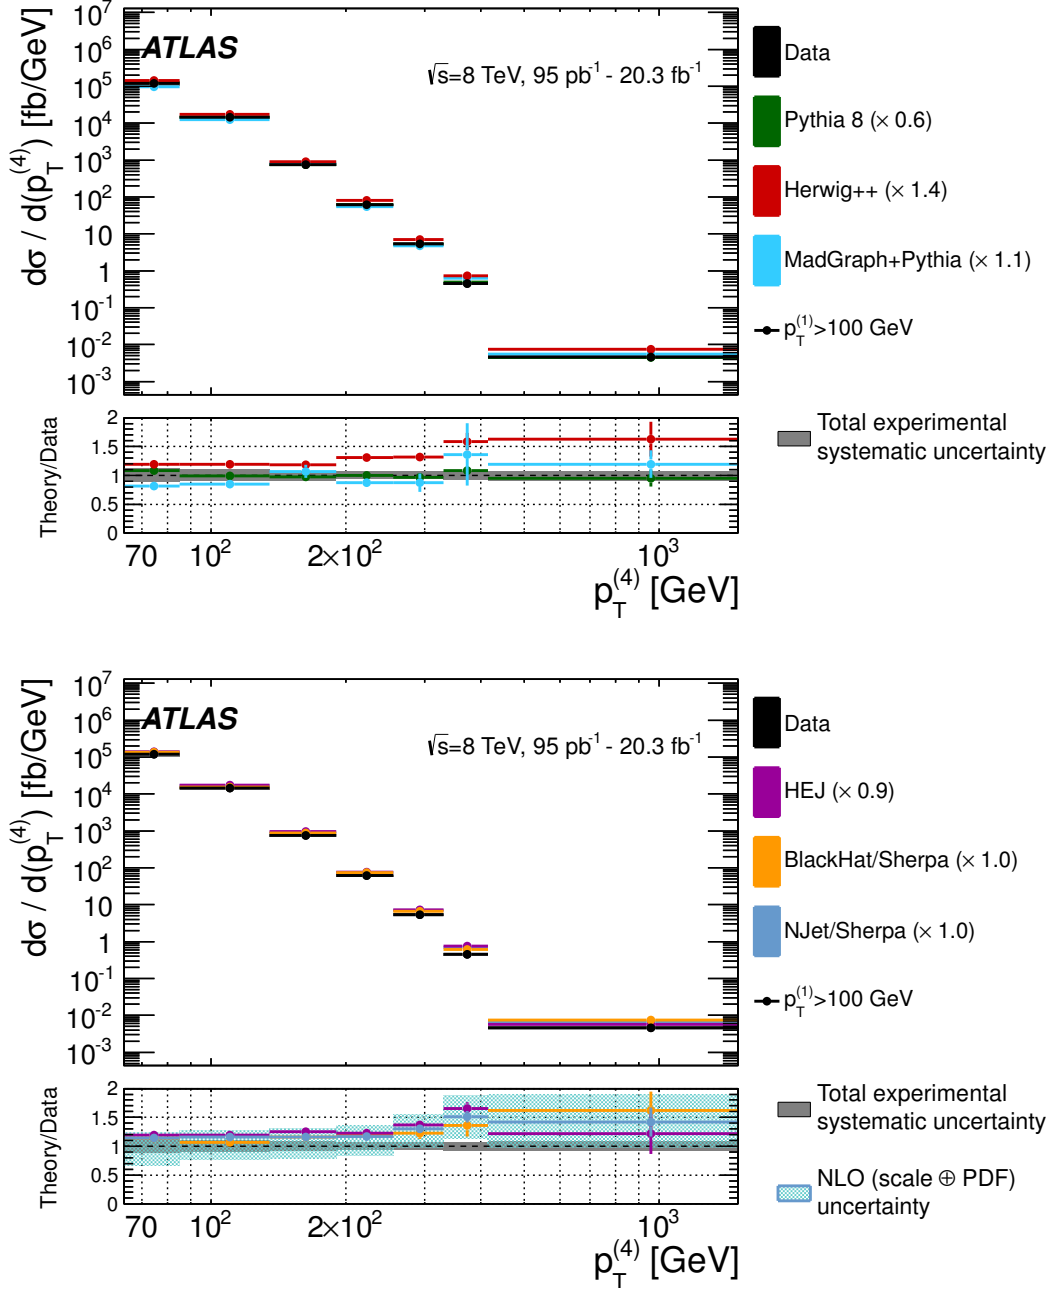 ATLAS
√s=8 TeV, 95 pb⁻¹ - 20.3 fb⁻¹
dσ / d(p_T^(4)) [fb/GeV]
10⁷
10⁶
10⁵
10⁴
10³
10²
10
1
10⁻¹
10⁻²
10⁻³
Data
Pythia 8 (× 0.6)
Herwig++ (× 1.4)
MadGraph+Pythia (× 1.1)
p_T^(1)>100 GeV
Theory/Data
2
1.5
1
0.5
0
Total experimental
systematic uncertainty
70 10² 2×10² 10³
p_T^(4) [GeV]
ATLAS
√s=8 TeV, 95 pb⁻¹ - 20.3 fb⁻¹
dσ / d(p_T^(4)) [fb/GeV]
10⁷
10⁶
10⁵
10⁴
10³
10²
10
1
10⁻¹
10⁻²
10⁻³
Data
HEJ (× 0.9)
BlackHat/Sherpa (× 1.0)
NJet/Sherpa (× 1.0)
p_T^(1)>100 GeV
Theory/Data
2
1.5
1
0.5
0
Total experimental
systematic uncertainty
NLO (scale ⊕ PDF)
uncertainty
70 10² 2×10² 10³
p_T^(4) [GeV]